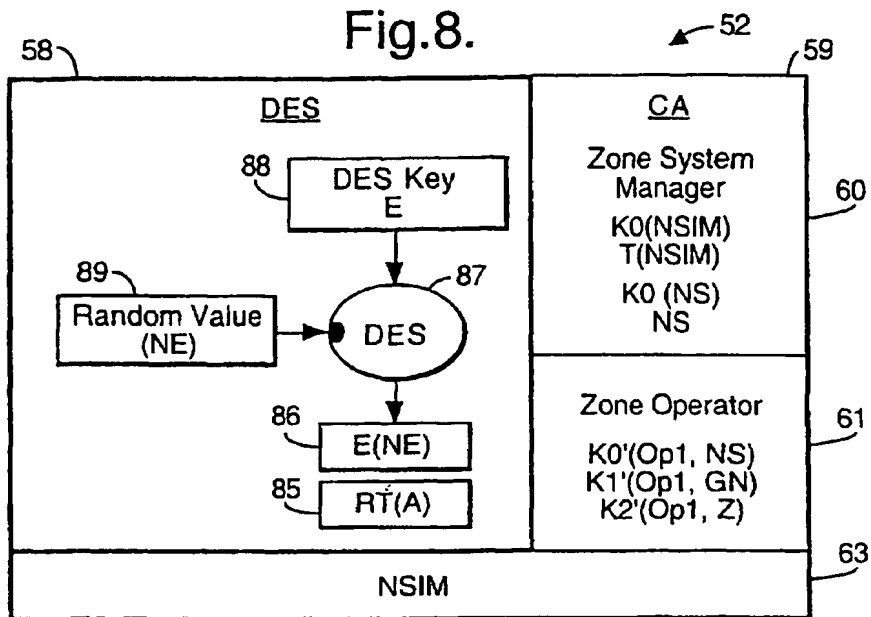 Fig.8.
52
58
59
DES
CA
88
DES Key
E
Zone System
Manager
K0(NSIM)
T(NSIM)
K0 (NS)
NS
60
89
Random Value
(NE)
87
DES
86
E(NE)
85
RT(A)
Zone Operator
K0'(Op1, NS)
K1'(Op1, GN)
K2'(Op1, Z)
61
NSIM
63